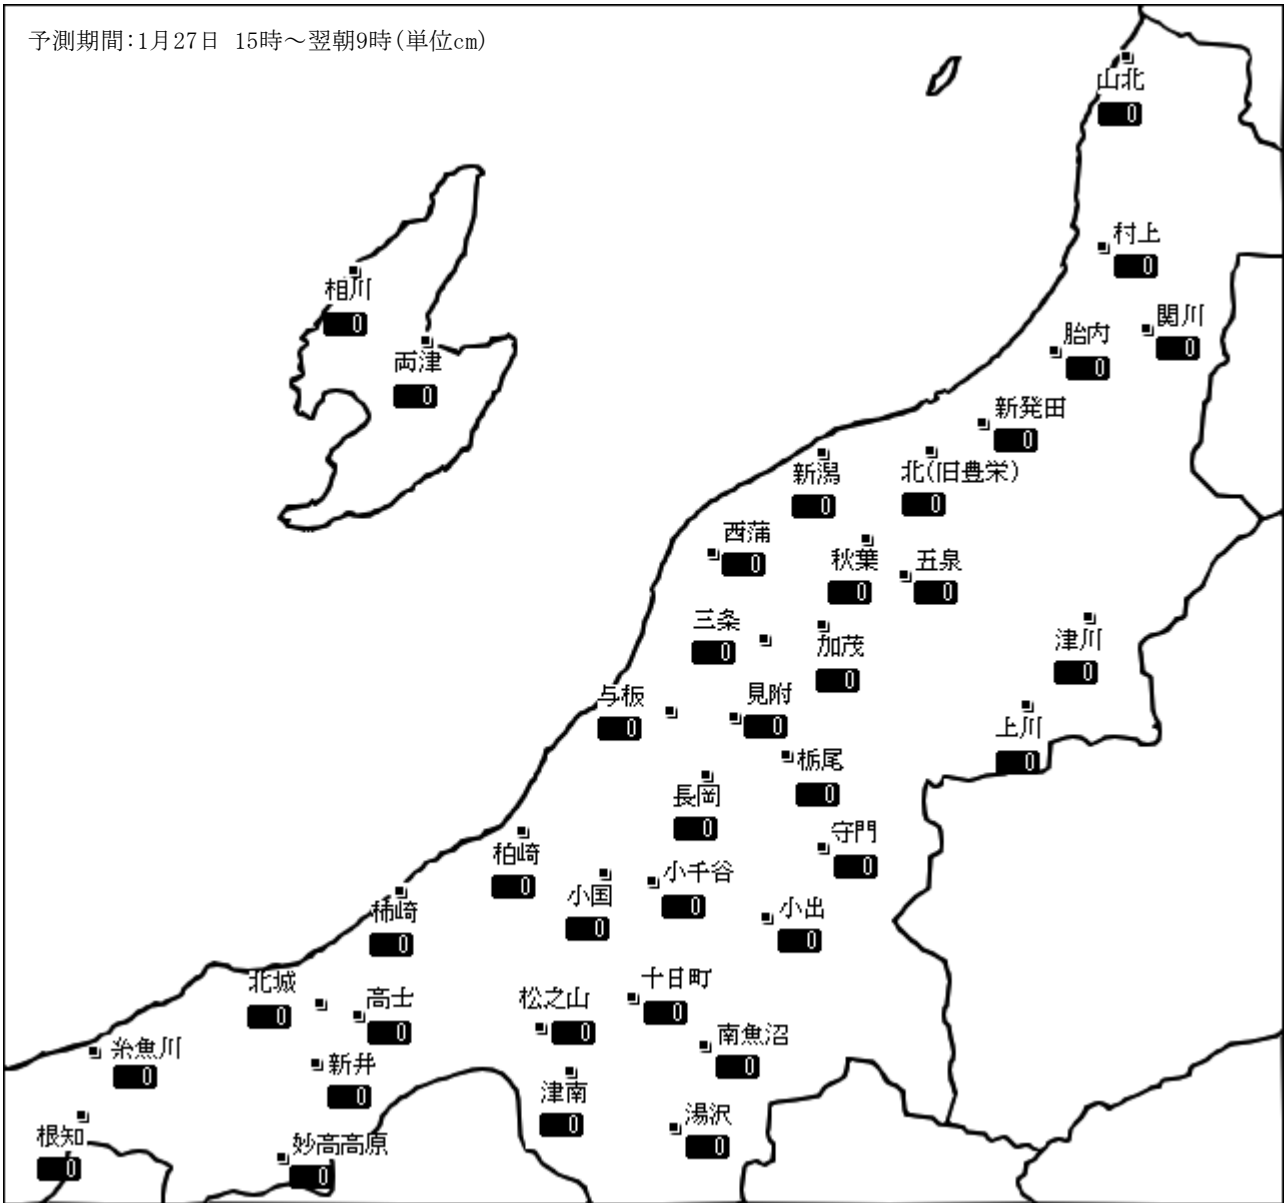 予測期間:1月27日 15時～翌朝9時(単位cm)
山北
0
村上
0
相川
0
関川
0
胎内
0
両津
0
新発田
0
新潟
0
北(旧豊栄)
0
西蒲
0
秋葉
0
五泉
0
三条
0
加茂
0
津川
0
与板
0
見附
0
上川
0
栃尾
0
長岡
0
守門
0
柏崎
0
小国
0
小千谷
0
小出
0
柿崎
0
北城
0
高士
0
松之山
0
十日町
0
南魚沼
0
糸魚川
0
新井
0
津南
0
湯沢
0
根知
0
妙高高原
0